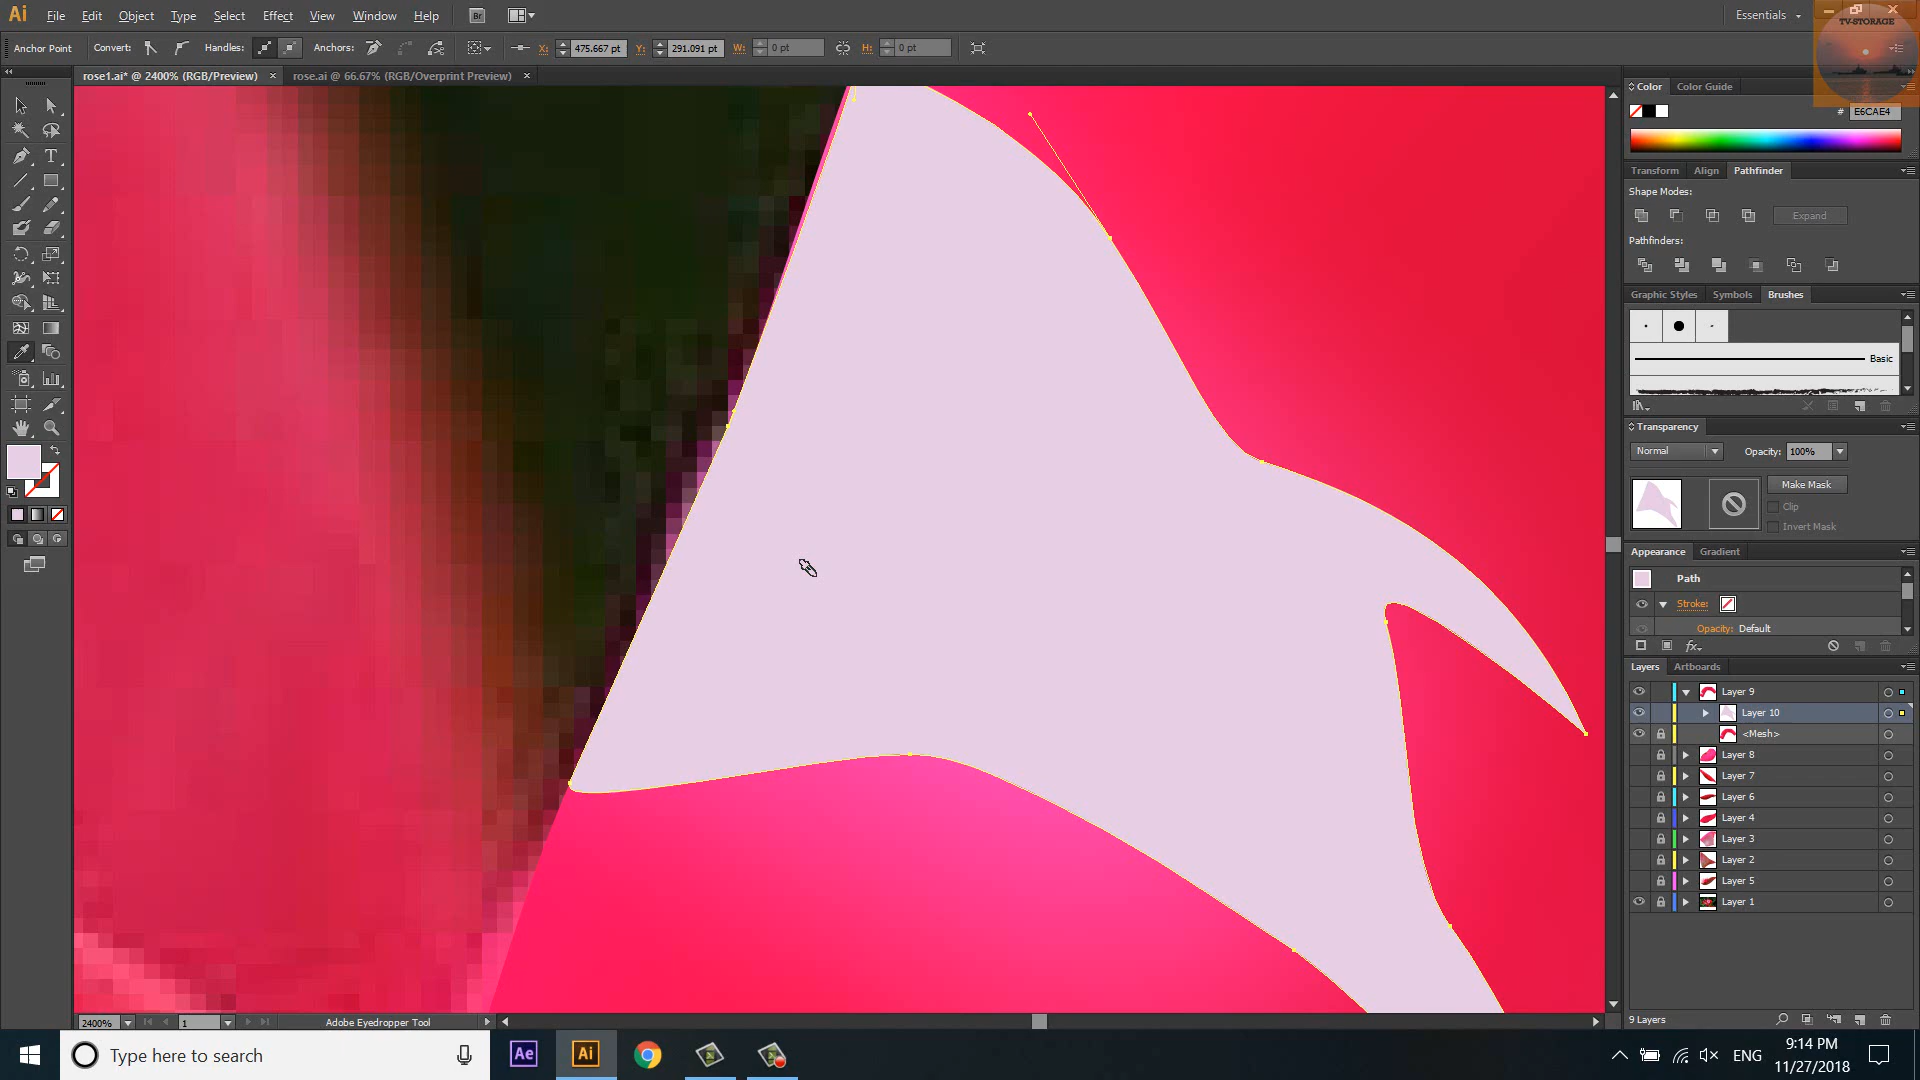 Ai File Edit Object Type Select Effect View Window Help Br Essentials
TV-STORAGE
Anchor Point Convert: Handles: Anchors: X: 475.667 pt Y: 291.091 pt W: 0 pt H: 0 pt
rose1.ai* @ 2400% (RGB/Preview) × rose.ai @ 66.67% (RGB/Overprint Preview) ×
Color Color Guide
# E6CAE4
Transform Align Pathfinder
Shape Modes:
Expand
Pathfinders:
Graphic Styles Symbols Brushes
Basic
Transparency
Normal Opacity: 100%
Make Mask
Clip
Invert Mask
Appearance Gradient
Path
Stroke:
Opacity: Default
fx
Layers Artboards
Layer 9
Layer 10
<Mesh>
Layer 8
Layer 7
Layer 6
Layer 4
Layer 3
Layer 2
Layer 5
Layer 1
9 Layers
2400% 1 Adobe Eyedropper Tool
Type here to search Ae Ai ENG 9:14 PM
11/27/2018